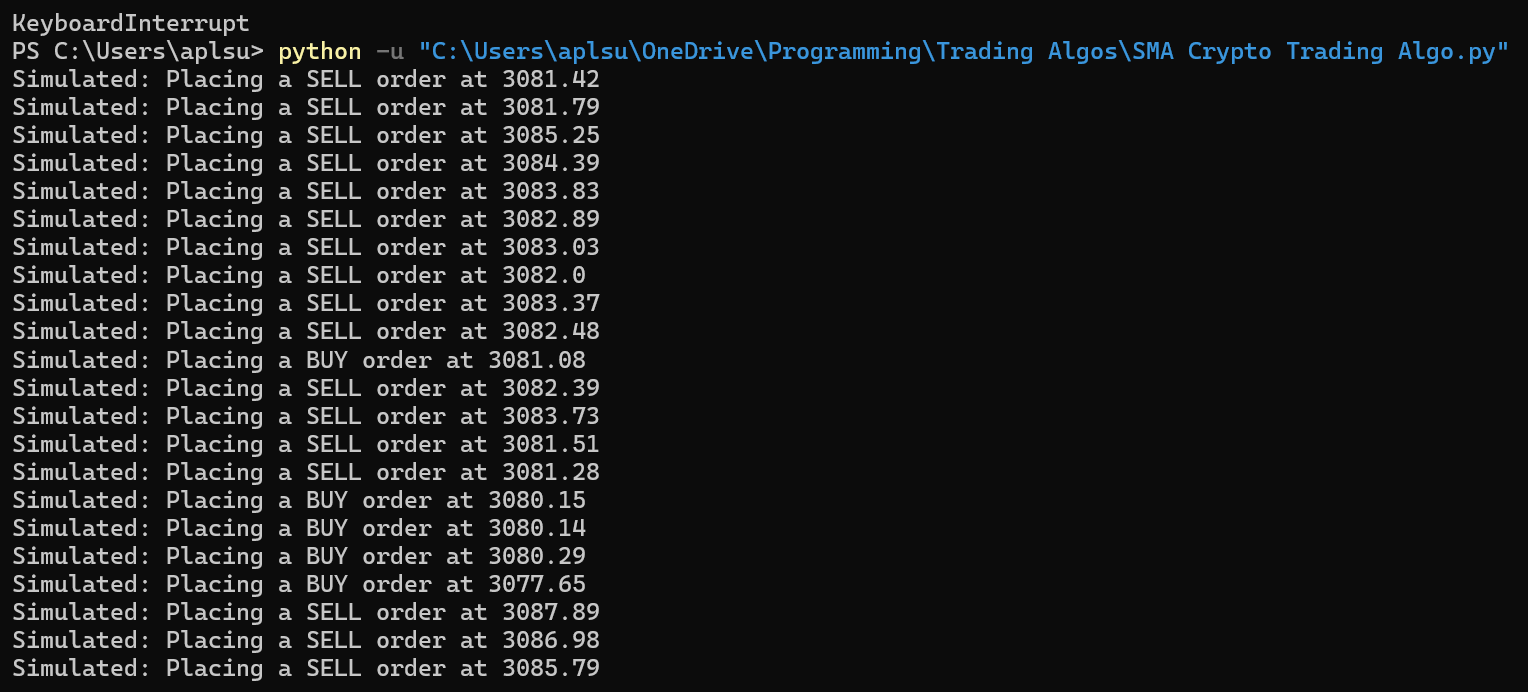 KeyboardInterrupt
PS C:\Users\aplsu> python -u "C:\Users\aplsu\OneDrive\Programming\Trading Algos\SMA Crypto Trading Algo.py"
Simulated: Placing a SELL order at 3081.42
Simulated: Placing a SELL order at 3081.79
Simulated: Placing a SELL order at 3085.25
Simulated: Placing a SELL order at 3084.39
Simulated: Placing a SELL order at 3083.83
Simulated: Placing a SELL order at 3082.89
Simulated: Placing a SELL order at 3083.03
Simulated: Placing a SELL order at 3082.0
Simulated: Placing a SELL order at 3083.37
Simulated: Placing a SELL order at 3082.48
Simulated: Placing a BUY order at 3081.08
Simulated: Placing a SELL order at 3082.39
Simulated: Placing a SELL order at 3083.73
Simulated: Placing a SELL order at 3081.51
Simulated: Placing a SELL order at 3081.28
Simulated: Placing a BUY order at 3080.15
Simulated: Placing a BUY order at 3080.14
Simulated: Placing a BUY order at 3080.29
Simulated: Placing a BUY order at 3077.65
Simulated: Placing a SELL order at 3087.89
Simulated: Placing a SELL order at 3086.98
Simulated: Placing a SELL order at 3085.79